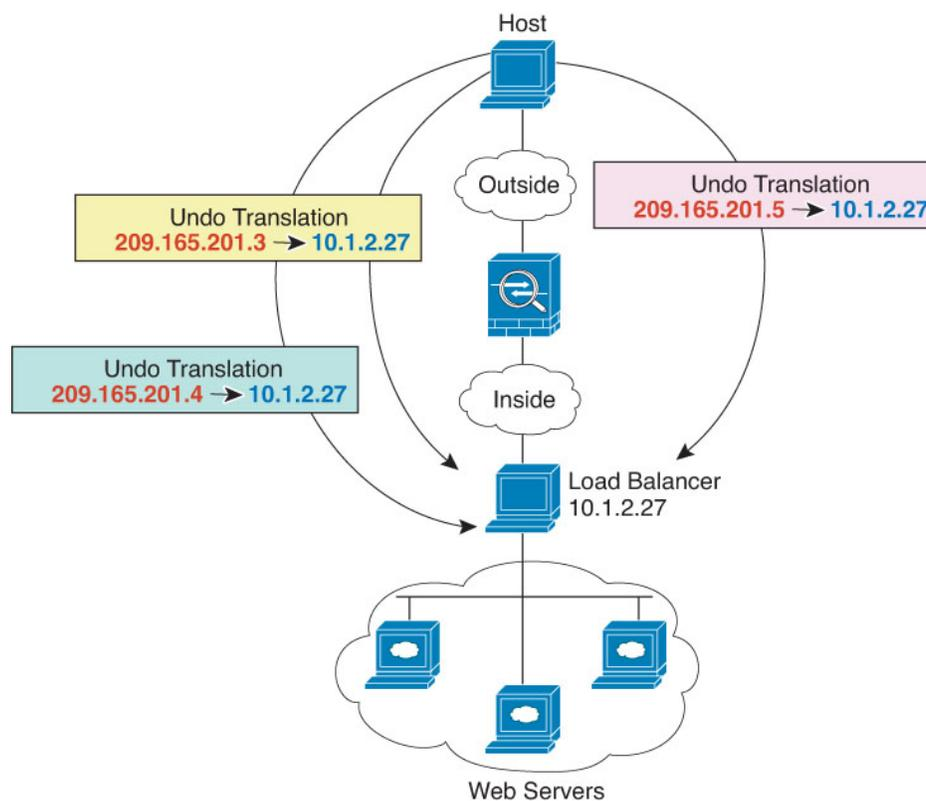 Host
Outside
Undo Translation
209.165.201.5 → 10.1.2.27
Undo Translation
209.165.201.3 → 10.1.2.27
Undo Translation
209.165.201.4 → 10.1.2.27
Inside
Load Balancer
10.1.2.27
Web Servers